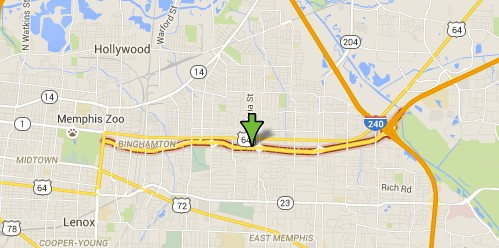 N Watkins St
Warford St
64
Hollywood
204
14
14
64
Memphis Zoo
1
240
BINGHAMTON
64
MIDTOWN
64
72
23
Rich Rd
78
Lenox
COOPER-YOUNG
EAST MEMPHIS